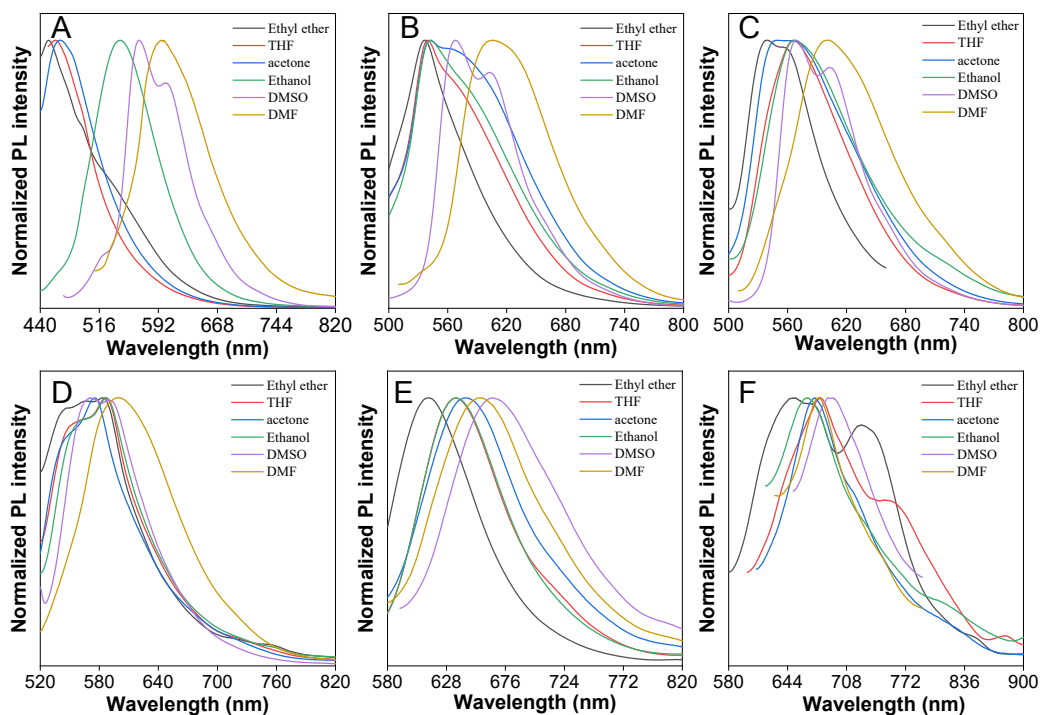 A
Ethyl ether
THF
acetone
Ethanol
DMSO
DMF
Normalized PL intensity
440 516 592 668 744 820
Wavelength (nm)
B
Ethyl ether
THF
acetone
Ethanol
DMSO
DMF
Normalized PL intensity
500 560 620 680 740 800
Wavelength (nm)
C
Ethyl ether
THF
acetone
Ethanol
DMSO
DMF
Normalized PL intensity
500 560 620 680 740 800
Wavelength (nm)
D
Ethyl ether
THF
acetone
Ethanol
DMSO
DMF
Normalized PL intensity
520 580 640 700 760 820
Wavelength (nm)
E
Ethyl ether
THF
acetone
Ethanol
DMSO
DMF
Normalized PL intensity
580 628 676 724 772 820
Wavelength (nm)
F
Ethyl ether
THF
acetone
Ethanol
DMSO
DMF
Normalized PL intensity
580 644 708 772 836 900
Wavelength (nm)